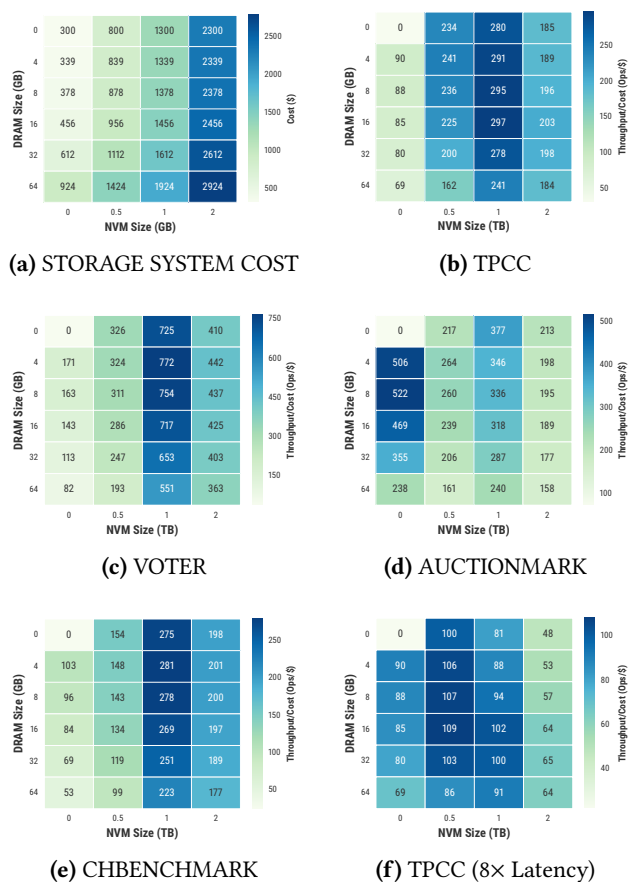 0 300 800 1300 2300
4 339 839 1339 2339
8 378 878 1378 2378
16 456 956 1456 2456
32 612 1112 1612 2612
64 924 1424 1924 2924
0 0.5 1 2
DRAM Size (GB)
NVM Size (GB)
2500
2000
1500
1000
500
Cost ($)
(a) STORAGE SYSTEM COST
0 0 234 280 185
4 90 241 291 189
8 88 236 295 196
16 85 225 297 203
32 80 200 278 198
64 69 162 241 184
0 0.5 1 2
DRAM Size (GB)
NVM Size (TB)
250
200
150
100
50
Throughput/Cost (Ops/$)
(b) TPCC
0 0 326 725 410
4 171 324 772 442
8 163 311 754 437
16 143 286 717 425
32 113 247 653 403
64 82 193 551 363
0 0.5 1 2
DRAM Size (GB)
NVM Size (TB)
750
600
450
300
150
Throughput/Cost (Ops/$)
(c) VOTER
0 0 217 377 213
4 506 264 346 198
8 522 260 336 195
16 469 239 318 189
32 355 206 287 177
64 238 161 240 158
0 0.5 1 2
DRAM Size (GB)
NVM Size (TB)
500
400
300
200
100
Throughput/Cost (Ops/$)
(d) AUCTIONMARK
0 0 154 275 198
4 103 148 281 201
8 96 143 278 200
16 84 134 269 197
32 69 119 251 189
64 53 99 223 177
0 0.5 1 2
DRAM Size (GB)
NVM Size (TB)
250
200
150
100
50
Throughput/Cost (Ops/$)
(e) CHBENCHMARK
0 0 100 81 48
4 90 106 88 53
8 88 107 94 57
16 85 109 102 64
32 80 103 100 65
64 69 86 91 64
0 0.5 1 2
DRAM Size (GB)
NVM Size (TB)
100
80
60
40
Throughput/Cost (Ops/$)
(f) TPCC (8× Latency)